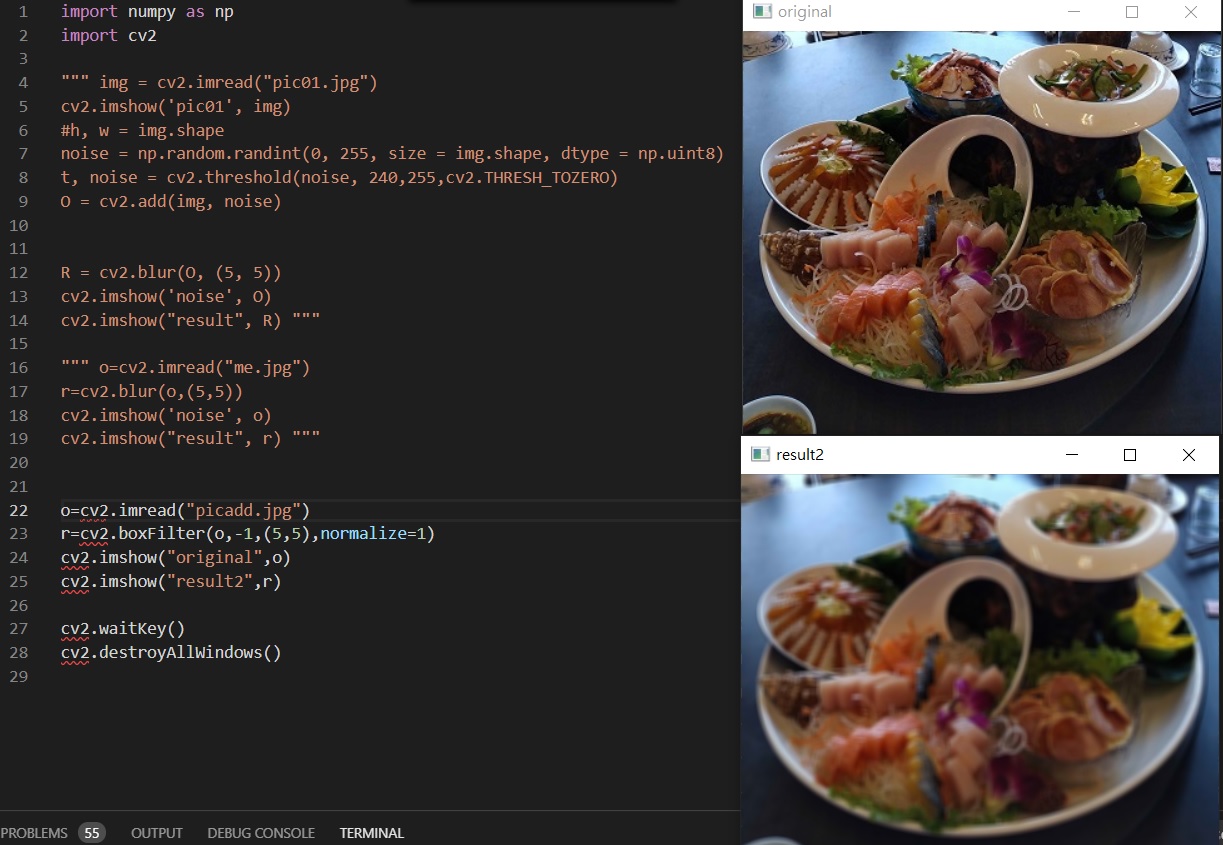 1 import numpy as np
2 import cv2
3
4 """ img = cv2.imread("pic01.jpg")
5 cv2.imshow('pic01', img)
6 #h, w = img.shape
7 noise = np.random.randint(0, 255, size = img.shape, dtype = np.uint8)
8 t, noise = cv2.threshold(noise, 240,255,cv2.THRESH_TOZERO)
9 O = cv2.add(img, noise)
10
11
12 R = cv2.blur(O, (5, 5))
13 cv2.imshow('noise', O)
14 cv2.imshow("result", R) """
15
16 """ o=cv2.imread("me.jpg")
17 r=cv2.blur(o,(5,5))
18 cv2.imshow('noise', o)
19 cv2.imshow("result", r) """
20
21
22 o=cv2.imread("picadd.jpg")
23 r=cv2.boxFilter(o,-1,(5,5),normalize=1)
24 cv2.imshow("original",o)
25 cv2.imshow("result2",r)
26
27 cv2.waitKey()
28 cv2.destroyAllWindows()
29
PROBLEMS 55 OUTPUT DEBUG CONSOLE TERMINAL
original
result2